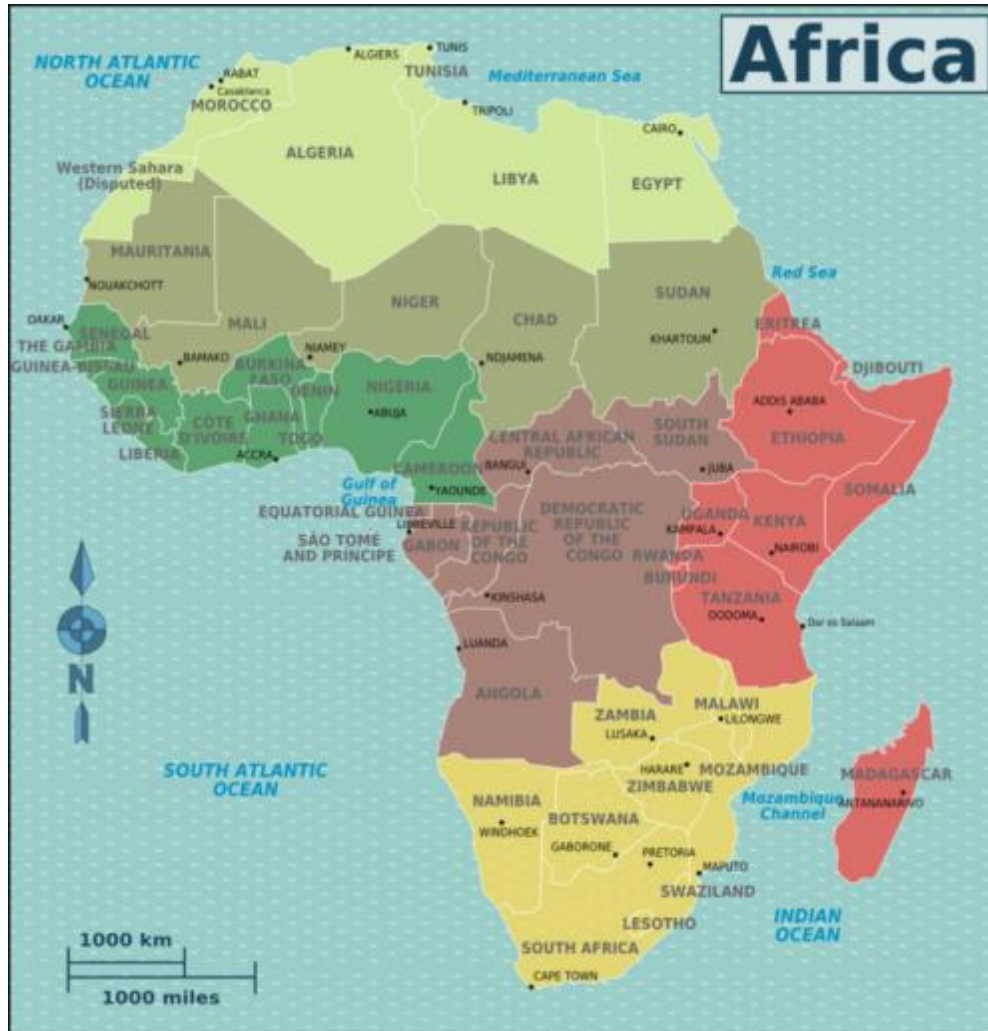 Africa
NORTH ATLANTIC
OCEAN
ALGIERS
TUNIS
TUNISIA
Mediterranean Sea
RABAT
Casablanca
MOROCCO
TRIPOLI
CAIRO
ALGERIA
Western Sahara
(Disputed)
LIBYA
EGYPT
MAURITANIA
NOUAKCHOTT
Red Sea
NIGER
SUDAN
MALI
CHAD
DAKAR
SENEGAL
KHARTOUM
ERITREA
THE GAMBIA
NIAMEY
BAMAKO
NDJAMENA
GUINEA-BISSAU
BURKINA
FASO
DJIBOUTI
GUINEA
BENIN
NIGERIA
ABUJA
ADDIS ABABA
SIERRA
LEONE
COTE
D'IVOIRE
GHANA
TOGO
ETHIOPIA
LIBERIA
ACCRA
CENTRAL AFRICAN
REPUBLIC
SOUTH
SUDAN
BANGUI
JUBA
CAMEROON
YAOUNDE
Gulf of
Guinea
SOMALIA
EQUATORIAL GUINEA
LIBREVILLE
SÃO TOMÉ
AND PRÍNCIPE
GABON
REPUBLIC
OF THE
CONGO
DEMOCRATIC
REPUBLIC
OF THE
CONGO
UGANDA
KAMPALA
KENYA
NAIROBI
RWANDA
BURUNDI
TANZANIA
DODOMA
Dar es Salaam
KINSHASA
LUANDA
N
ANGOLA
ZAMBIA
LUSAKA
MALAWI
LILONGWE
SOUTH ATLANTIC
OCEAN
HARARE
ZIMBABWE
MOZAMBIQUE
MADAGASCAR
ANTANANARIVO
Mozambique
Channel
NAMIBIA
WINDHOEK
BOTSWANA
GABORONE
PRETORIA
MAPUTO
SWAZILAND
LESOTHO
INDIAN
OCEAN
SOUTH AFRICA
CAPE TOWN
1000 km
1000 miles